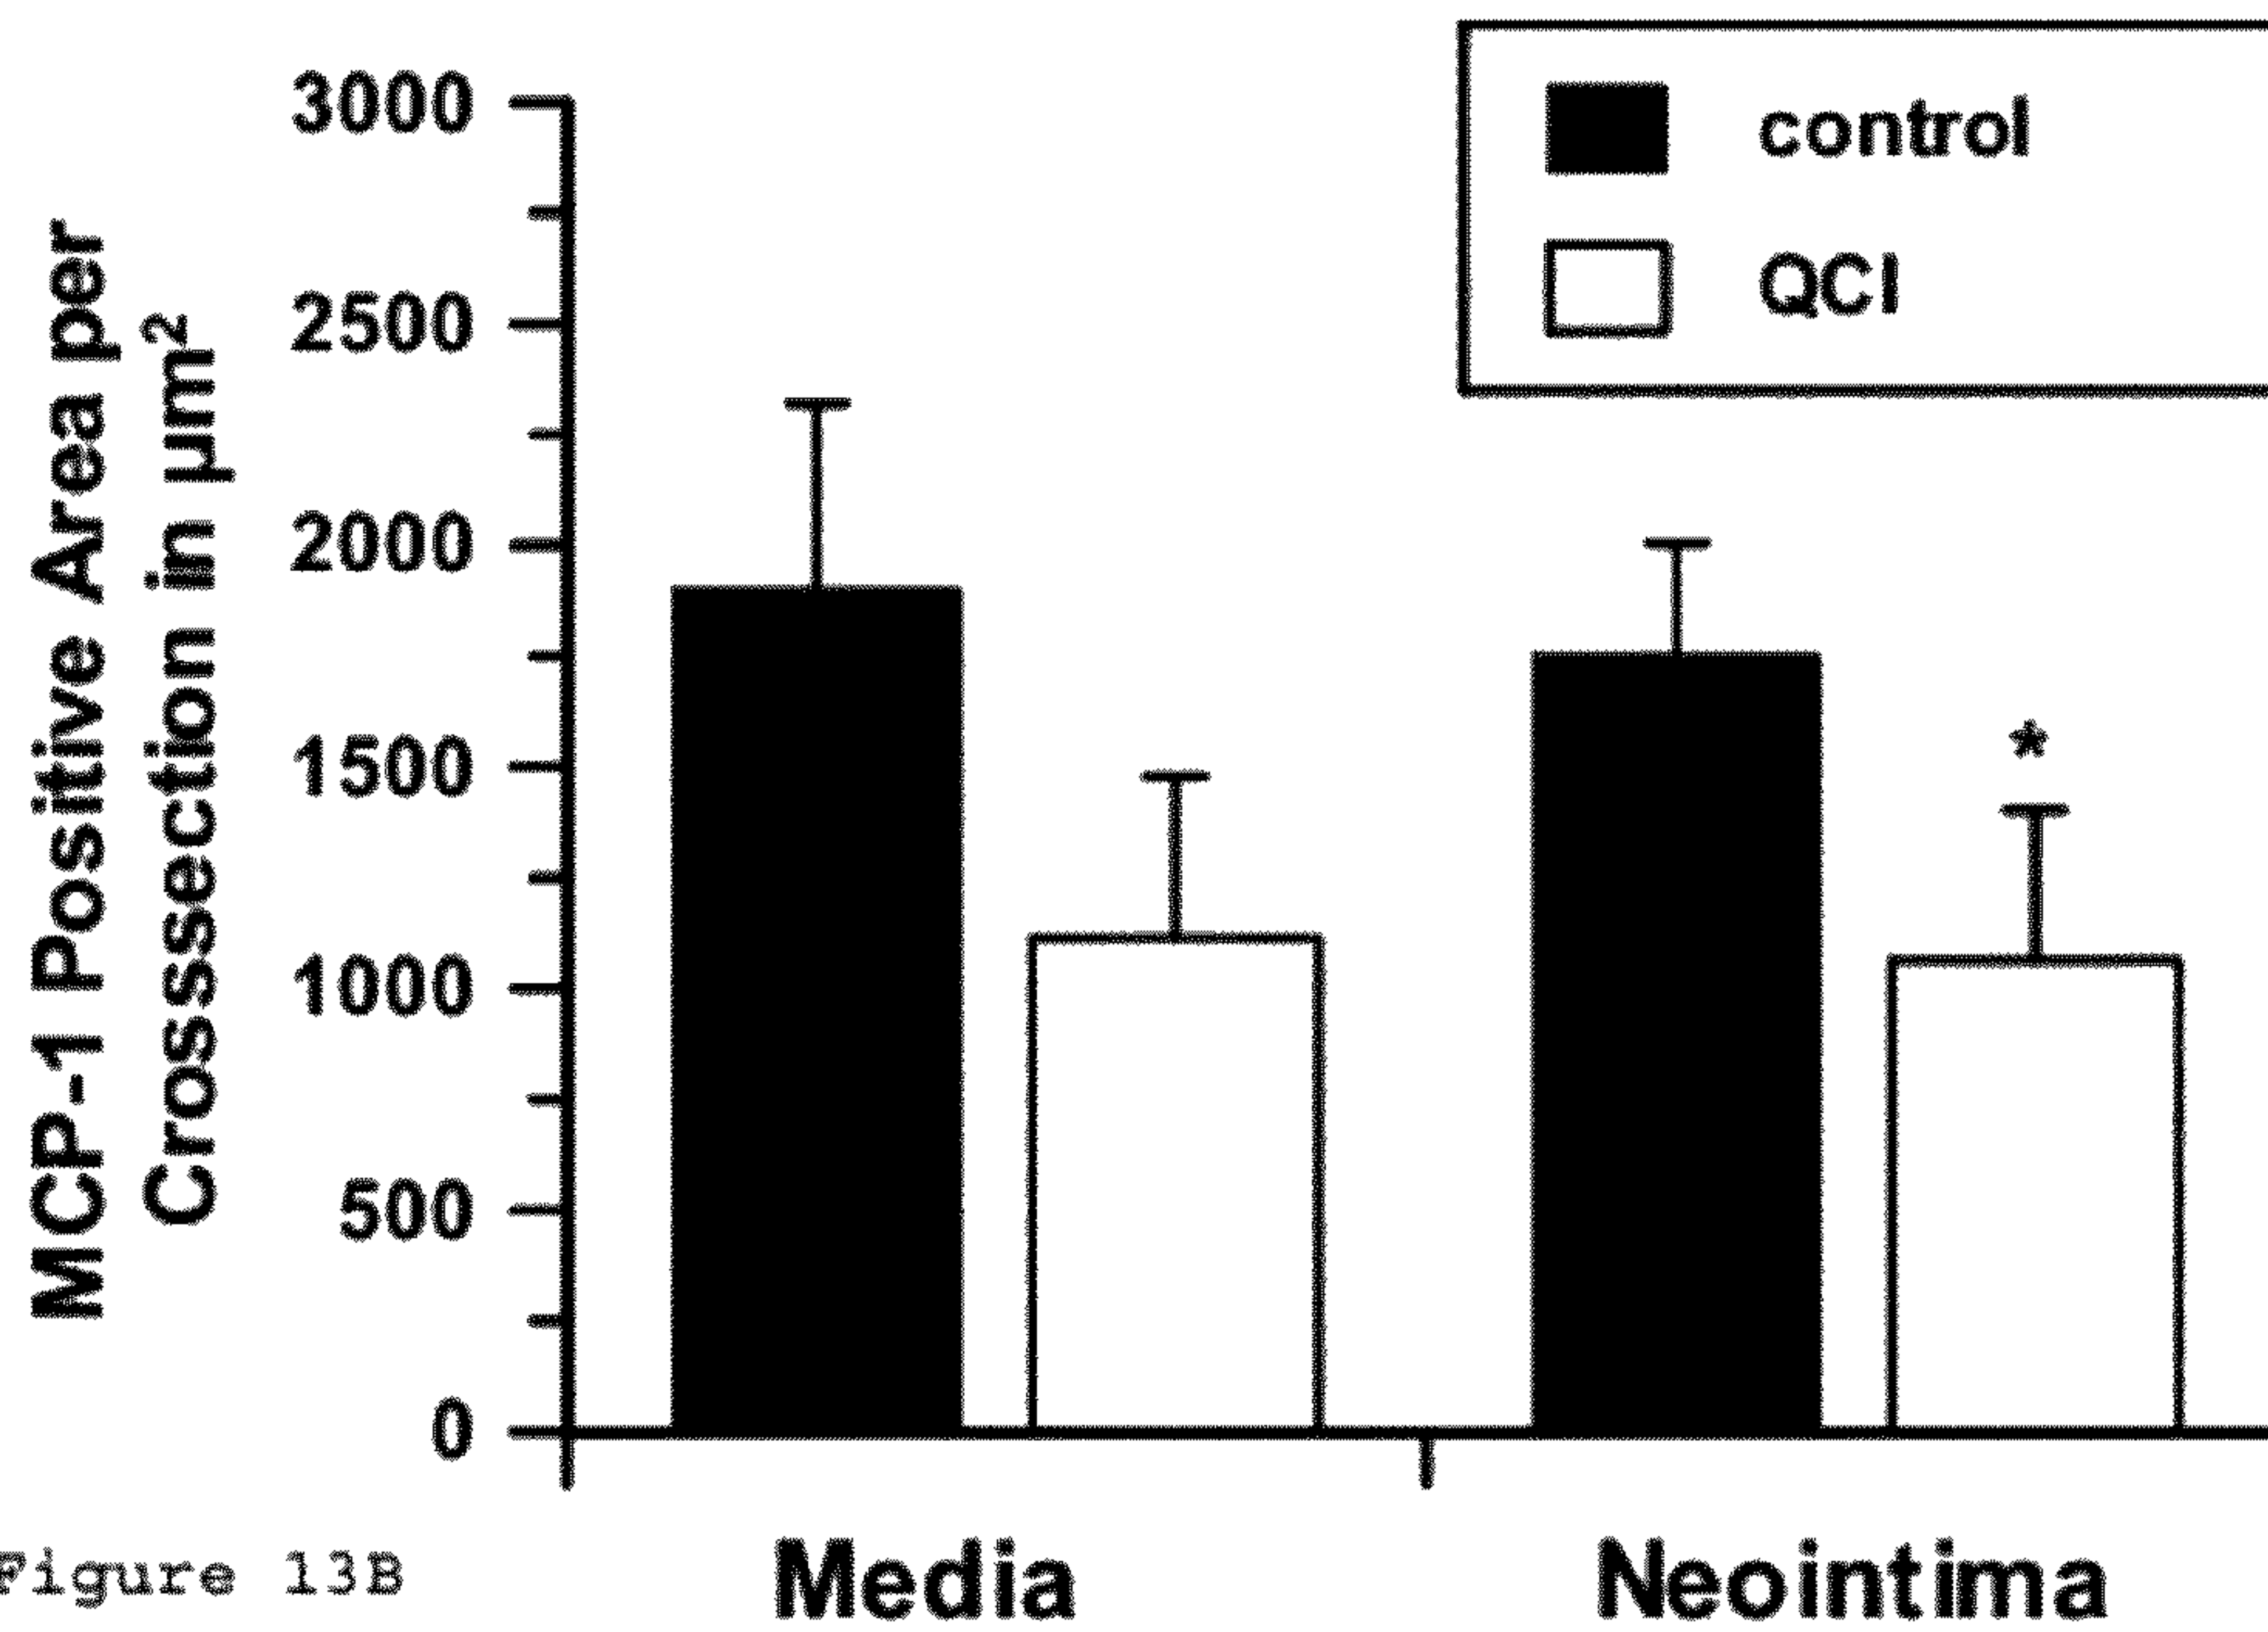 MCP-1 Positive Area per
Crossection in µm²
3000
2500
2000
1500
1000
500
0
control
QCI
*
Media
Neointima
Figure 13B